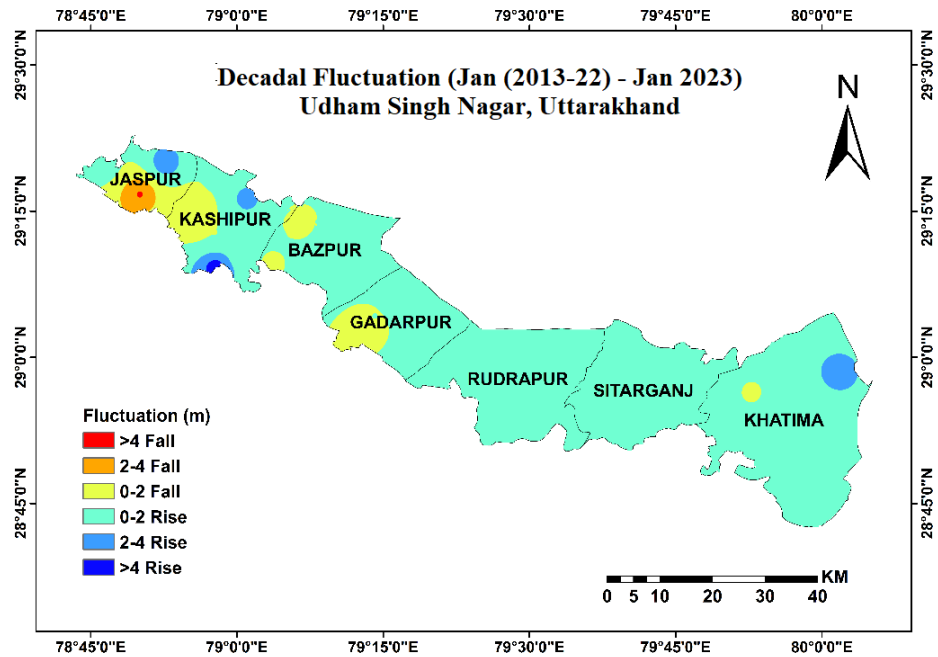 78°45'0"E 79°0'0"E 79°15'0"E 79°30'0"E 79°45'0"E 80°0'0"E
29°30'0"N 29°30'0"N
Decadal Fluctuation (Jan (2013-22) - Jan 2023)
Udham Singh Nagar, Uttarakhand
N
JASPUR
29°15'0"N 29°15'0"N
KASHIPUR
BAZPUR
GADARPUR
29°0'0"N 29°0'0"N
RUDRAPUR
SITARGANJ
KHATIMA
Fluctuation (m)
>4 Fall
2-4 Fall
0-2 Fall
28°45'0"N 28°45'0"N
0-2 Rise
2-4 Rise
>4 Rise
KM
0 5 10 20 30 40
78°45'0"E 79°0'0"E 79°15'0"E 79°30'0"E 79°45'0"E 80°0'0"E